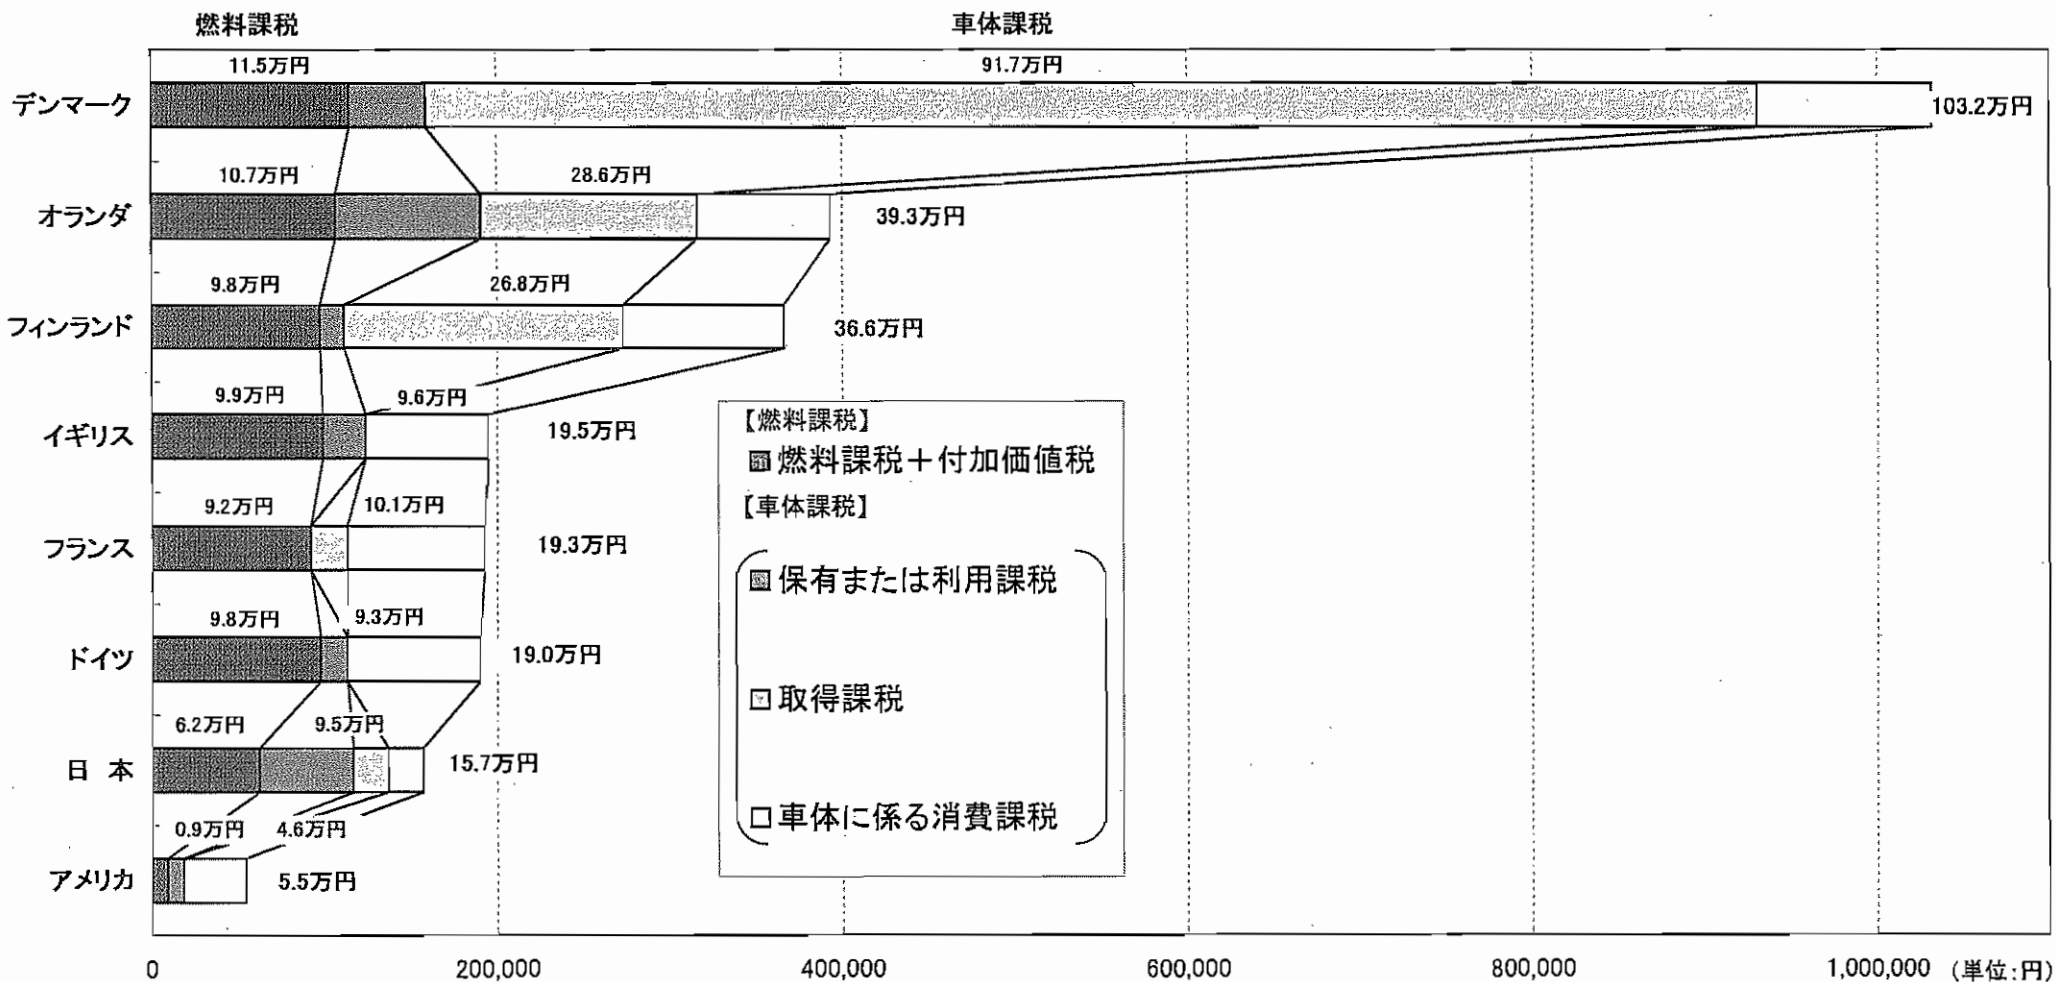 燃料課税 車体課税
11.5万円 91.7万円
デンマーク 103.2万円
10.7万円 28.6万円
オランダ 39.3万円
9.8万円 26.8万円
フィンランド 36.6万円
9.9万円 9.6万円
イギリス 19.5万円
9.2万円 10.1万円
フランス 19.3万円
9.8万円 9.3万円
ドイツ 19.0万円
6.2万円 9.5万円
日 本 15.7万円
0.9万円 4.6万円
アメリカ 5.5万円
【燃料課税】
燃料課税＋付加価値税
【車体課税】
保有または利用課税
取得課税
車体に係る消費課税
0 200,000 400,000 600,000 800,000 1,000,000 (単位:円)